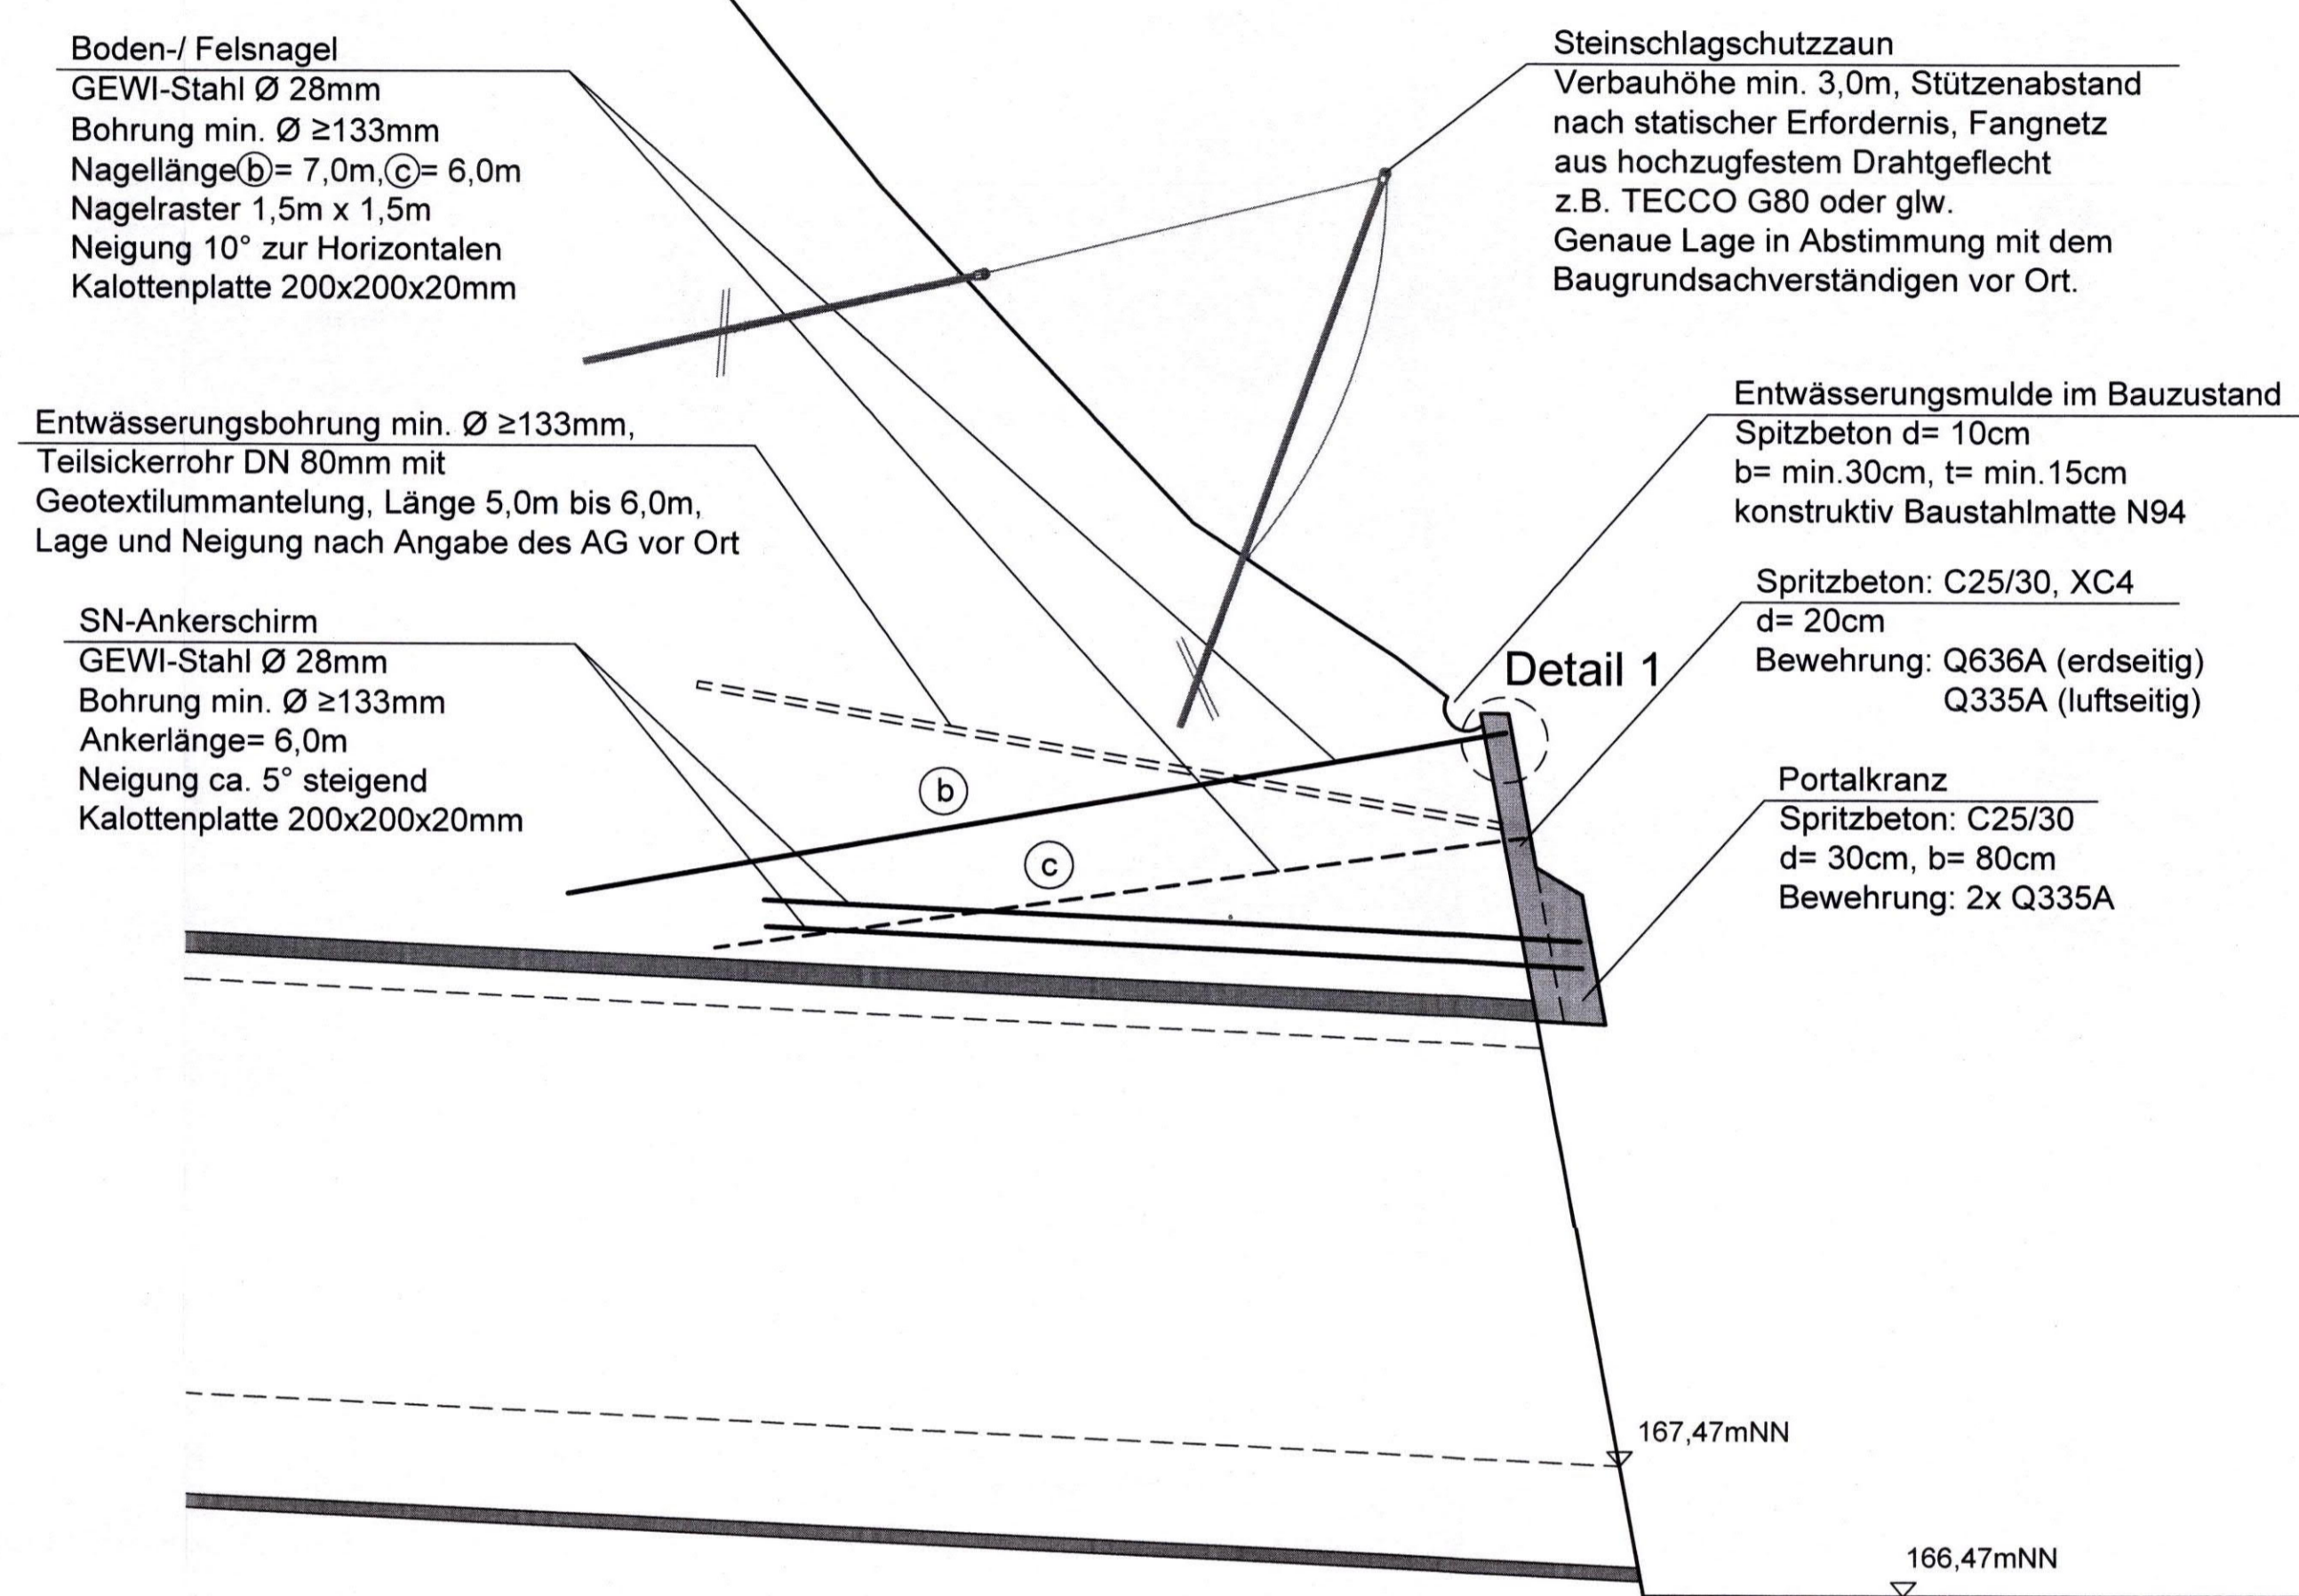 Boden-/ Felsnagel
GEWI-Stahl Ø 28mm
Bohrung min. Ø ≥133mm
Nagellängeⓑ= 7,0m,ⓒ= 6,0m
Nagelraster 1,5m x 1,5m
Neigung 10° zur Horizontalen
Kalottenplatte 200x200x20mm
Steinschlagschutzzaun
Verbauhöhe min. 3,0m, Stützenabstand
nach statischer Erfordernis, Fangnetz
aus hochzugfestem Drahtgeflecht
z.B. TECCO G80 oder glw.
Genaue Lage in Abstimmung mit dem
Baugrundsachverständigen vor Ort.
Entwässerungsbohrung min. Ø ≥133mm,
Teilsickerrohr DN 80mm mit
Geotextilummantelung, Länge 5,0m bis 6,0m,
Lage und Neigung nach Angabe des AG vor Ort
Entwässerungsmulde im Bauzustand
Spitzbeton d= 10cm
b= min.30cm, t= min.15cm
konstruktiv Baustahlmatte N94
SN-Ankerschirm
GEWI-Stahl Ø 28mm
Bohrung min. Ø ≥133mm
Ankerlänge= 6,0m
Neigung ca. 5° steigend
Kalottenplatte 200x200x20mm
Spritzbeton: C25/30, XC4
d= 20cm
Bewehrung: Q636A (erdseitig)
Q335A (luftseitig)
Detail 1
Portalkranz
Spritzbeton: C25/30
d= 30cm, b= 80cm
Bewehrung: 2x Q335A
b
c
167,47mNN
166,47mNN